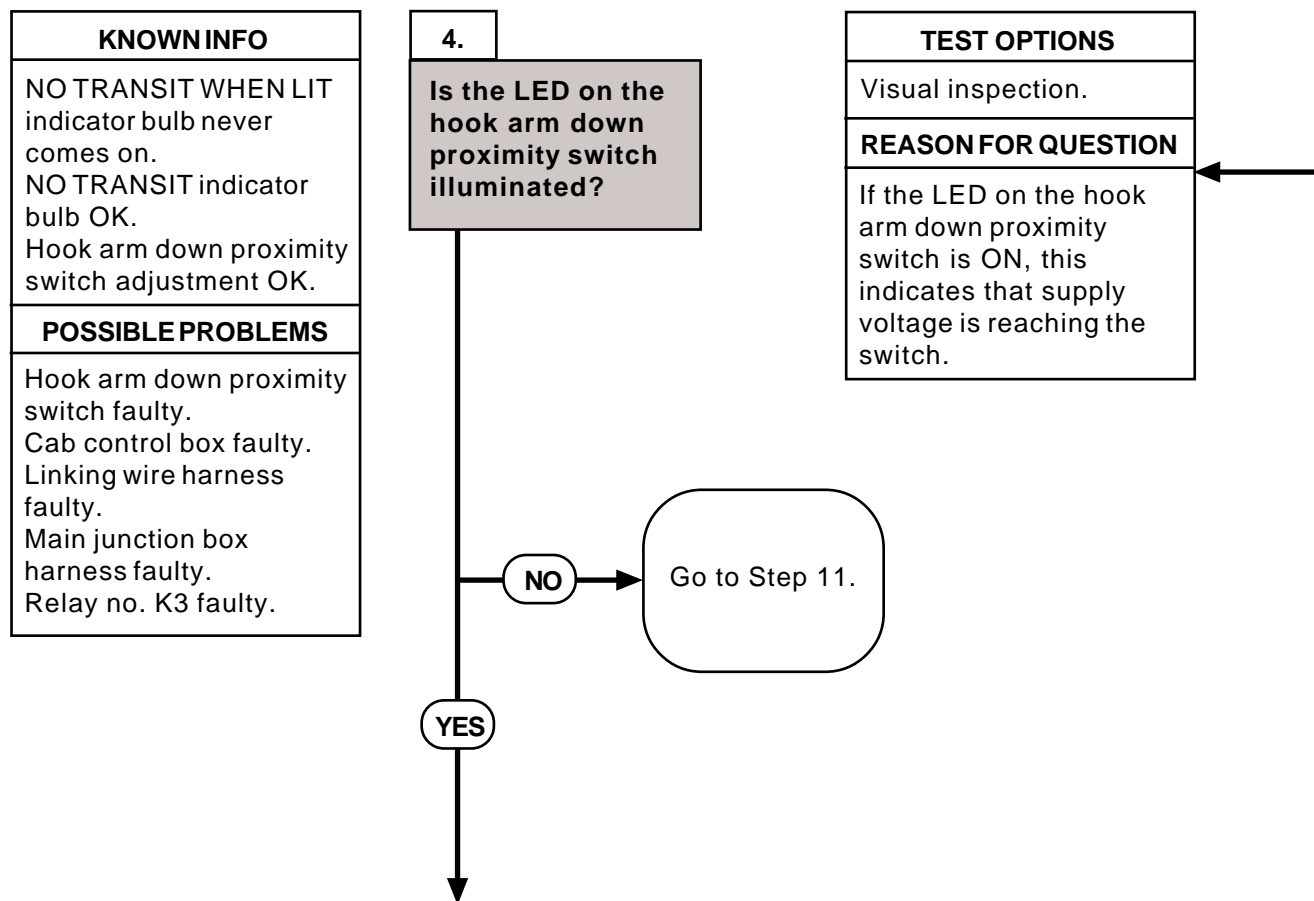 KNOWN INFO
NO TRANSIT WHEN LIT
indicator bulb never
comes on.
NO TRANSIT indicator
bulb OK.
Hook arm down proximity
switch adjustment OK.
POSSIBLE PROBLEMS
Hook arm down proximity
switch faulty.
Cab control box faulty.
Linking wire harness
faulty.
Main junction box
harness faulty.
Relay no. K3 faulty.
4.
Is the LED on the
hook arm down
proximity switch
illuminated?
TEST OPTIONS
Visual inspection.
REASON FOR QUESTION
If the LED on the hook
arm down proximity
switch is ON, this
indicates that supply
voltage is reaching the
switch.
NO
Go to Step 11.
YES